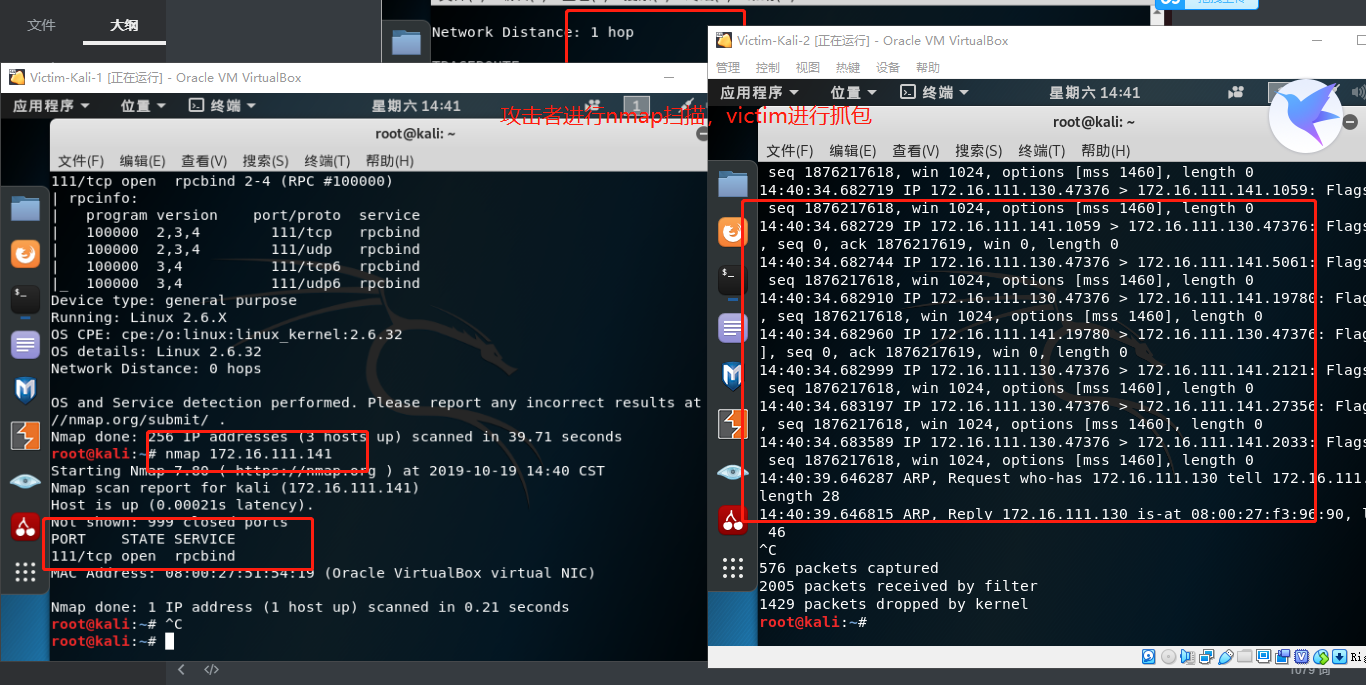 文件 大纲
Network Distance: 1 hop
Victim-Kali-1 [正在运行] - Oracle VM VirtualBox
应用程序 位置 终端 星期六 14:41 1
攻击者进行nmap扫描，victim进行抓包
root@kali: ~
文件(F) 编辑(E) 查看(V) 搜索(S) 终端(T) 帮助(H)
111/tcp open  rpcbind 2-4 (RPC #100000)
| rpcinfo:
|   program version    port/proto  service
|   100000  2,3,4        111/tcp   rpcbind
|   100000  2,3,4        111/udp   rpcbind
|   100000  3,4          111/tcp6  rpcbind
|_  100000  3,4          111/udp6  rpcbind
Device type: general purpose
Running: Linux 2.6.X
OS CPE: cpe:/o:linux:linux_kernel:2.6.32
OS details: Linux 2.6.32
Network Distance: 0 hops
OS and Service detection performed. Please report any incorrect results at
//nmap.org/submit/ .
Nmap done: 256 IP addresses (3 hosts up) scanned in 39.71 seconds
root@kali:~# nmap 172.16.111.141
Starting Nmap 7.80 ( https://nmap.org ) at 2019-10-19 14:40 CST
Nmap scan report for kali (172.16.111.141)
Host is up (0.00021s latency).
Not shown: 999 closed ports
PORT    STATE SERVICE
111/tcp open  rpcbind
MAC Address: 08:00:27:51:54:19 (Oracle VirtualBox virtual NIC)
Nmap done: 1 IP address (1 host up) scanned in 0.21 seconds
root@kali:~# ^C
root@kali:~#
Victim-Kali-2 [正在运行] - Oracle VM VirtualBox
管理 控制 视图 热键 设备 帮助
应用程序 位置 终端 星期六 14:41
root@kali: ~
文件(F) 编辑(E) 查看(V) 搜索(S) 终端(T) 帮助(H)
seq 1876217618, win 1024, options [mss 1460], length 0
14:40:34.682719 IP 172.16.111.130.47376 > 172.16.111.141.1059: Flags
seq 1876217618, win 1024, options [mss 1460], length 0
14:40:34.682729 IP 172.16.111.141.1059 > 172.16.111.130.47376: Flags
, seq 0, ack 1876217619, win 0, length 0
14:40:34.682744 IP 172.16.111.130.47376 > 172.16.111.141.5061: Flags
seq 1876217618, win 1024, options [mss 1460], length 0
14:40:34.682910 IP 172.16.111.130.47376 > 172.16.111.141.19780: Flag
, seq 1876217618, win 1024, options [mss 1460], length 0
14:40:34.682960 IP 172.16.111.141.19780 > 172.16.111.130.47376: Flag
], seq 0, ack 1876217619, win 0, length 0
14:40:34.682999 IP 172.16.111.130.47376 > 172.16.111.141.2121: Flags
seq 1876217618, win 1024, options [mss 1460], length 0
14:40:34.683197 IP 172.16.111.130.47376 > 172.16.111.141.27356: Flag
, seq 1876217618, win 1024, options [mss 1460], length 0
14:40:34.683589 IP 172.16.111.130.47376 > 172.16.111.141.2033: Flags
seq 1876217618, win 1024, options [mss 1460], length 0
14:40:39.646287 ARP, Request who-has 172.16.111.130 tell 172.16.111.
length 28
14:40:39.646815 ARP, Reply 172.16.111.130 is-at 08:00:27:f3:96:90, l
46
^C
576 packets captured
2005 packets received by filter
1429 packets dropped by kernel
root@kali:~#
1079 词